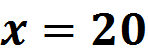 x = 20